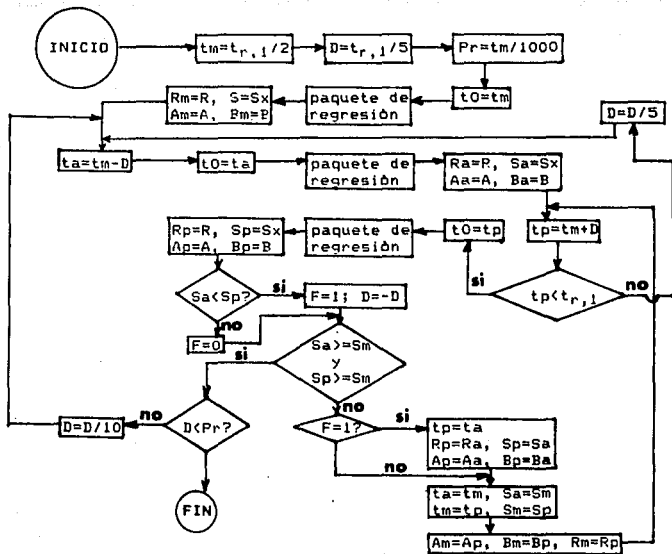 INICIO
tm=tr,1/2
D=tr,1/5
Pr=tm/1000
t0=tm
paquete de
regresión
Rm=R, S=Sx
Am=A, Bm=B
D=D/5
ta=tm-D
t0=ta
paquete de
regresión
Ra=R, Sa=Sx
Aa=A, Ba=B
tp=tm+D
tp<tr,1
si
no
t0=tp
paquete de
regresión
Rp=R, Sp=Sx
Ap=A, Bp=B
Sa<Sp?
si
no
F=1; D=-D
F=0
Sa>=Sm
y
Sp>=Sm
si
no
D<Pr?
no
D=D/10
FIN
F=1?
si
no
tp=ta
Rp=Ra, Sp=Sa
Ap=Aa, Bp=Ba
ta=tm, Sa=Sm
tm=tp, Sm=Sp
Am=Ap, Bm=Bp, Rm=Rp